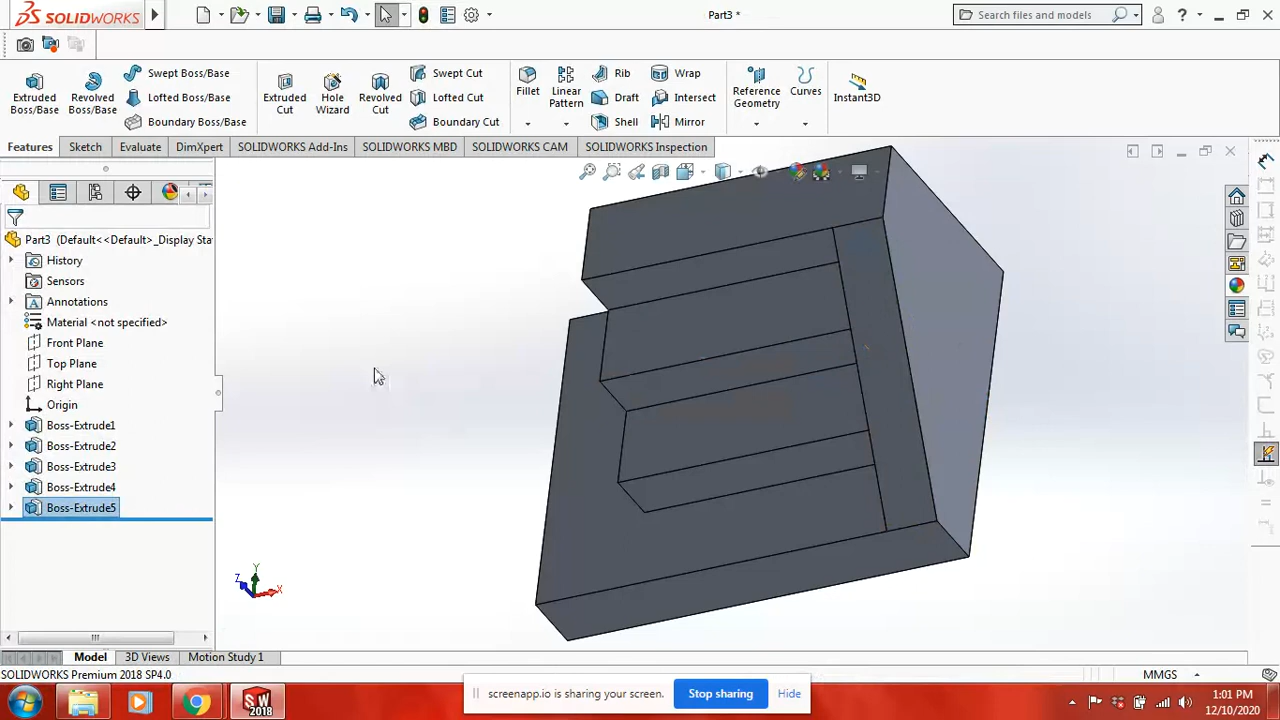 SOLIDWORKS
Part3 *
Search files and models
Extruded Boss/Base
Revolved Boss/Base
Swept Boss/Base
Lofted Boss/Base
Boundary Boss/Base
Extruded Cut
Hole Wizard
Revolved Cut
Swept Cut
Lofted Cut
Boundary Cut
Fillet
Linear Pattern
Rib
Draft
Shell
Wrap
Intersect
Mirror
Reference Geometry
Curves
Instant3D
Features
Sketch
Evaluate
DimXpert
SOLIDWORKS Add-Ins
SOLIDWORKS MBD
SOLIDWORKS CAM
SOLIDWORKS Inspection
Part3 (Default<<Default>_Display Sta
History
Sensors
Annotations
Material <not specified>
Front Plane
Top Plane
Right Plane
Origin
Boss-Extrude1
Boss-Extrude2
Boss-Extrude3
Boss-Extrude4
Boss-Extrude5
Y
Z
X
Model
3D Views
Motion Study 1
SOLIDWORKS Premium 2018 SP4.0
MMGS
screenapp.io is sharing your screen.
Stop sharing
Hide
SW
2018
1:01 PM
12/10/2020